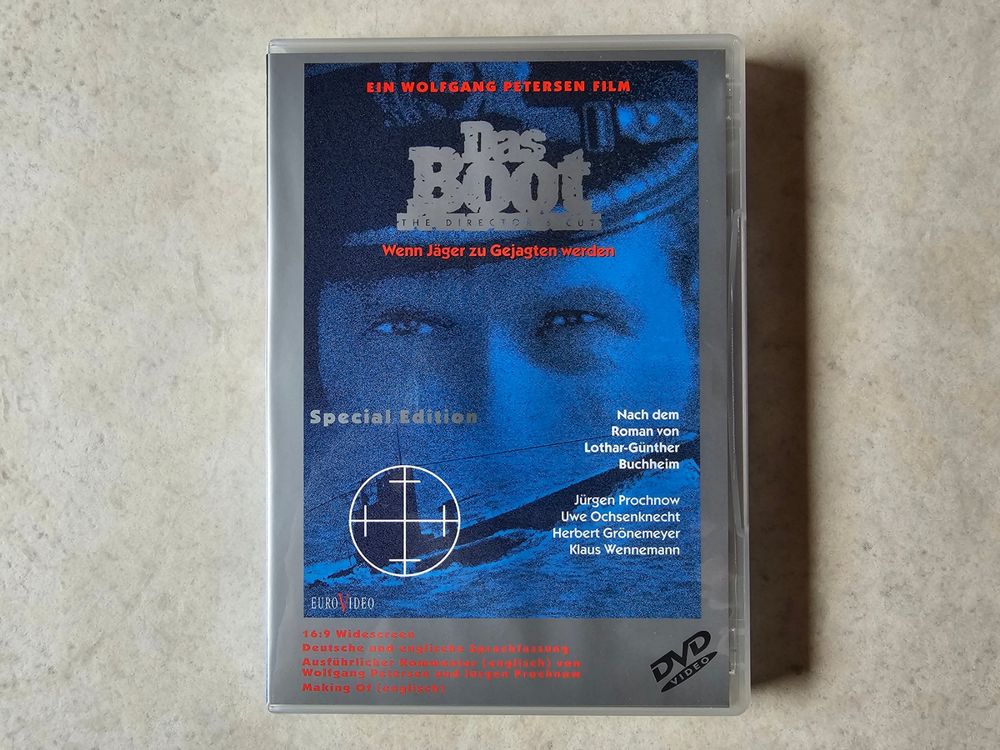 EIN WOLFGANG PETERSEN FILM
Das
Boot
THE DIRECTOR'S CUT
Wenn Jäger zu Gejagten werden
Special Edition
Nach dem
Roman von
Lothar-Günther
Buchheim
Jürgen Prochnow
Uwe Ochsenknecht
Herbert Grönemeyer
Klaus Wennemann
EUROVIDEO
16:9 Widescreen
Deutsche und englische Sprachfassung
Ausführlicher Kommentar (englisch) von
Wolfgang Petersen und Jürgen Prochnow
Making Of (englisch)
DVD
VIDEO